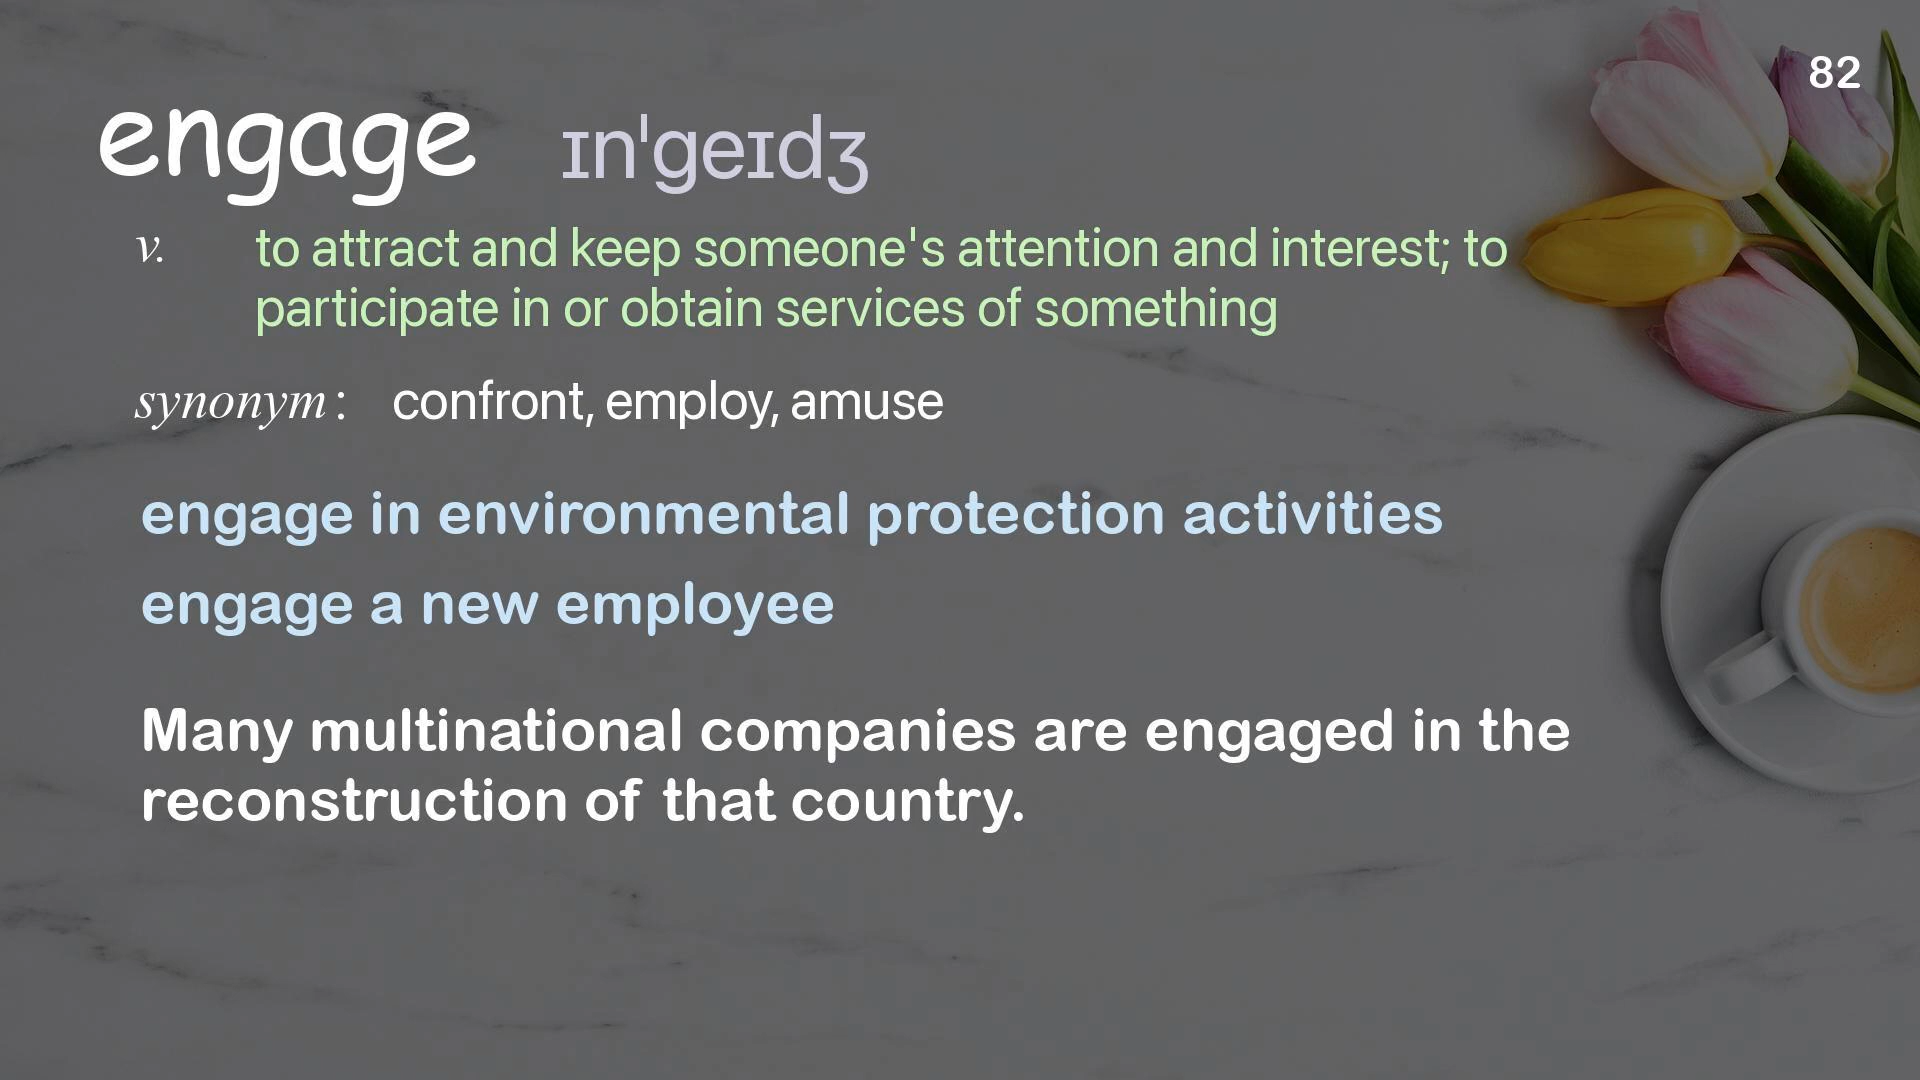 82
engage ɪn'geɪdʒ
v. to attract and keep someone's attention and interest; to
participate in or obtain services of something
synonym: confront, employ, amuse
engage in environmental protection activities
engage a new employee
Many multinational companies are engaged in the
reconstruction of that country.